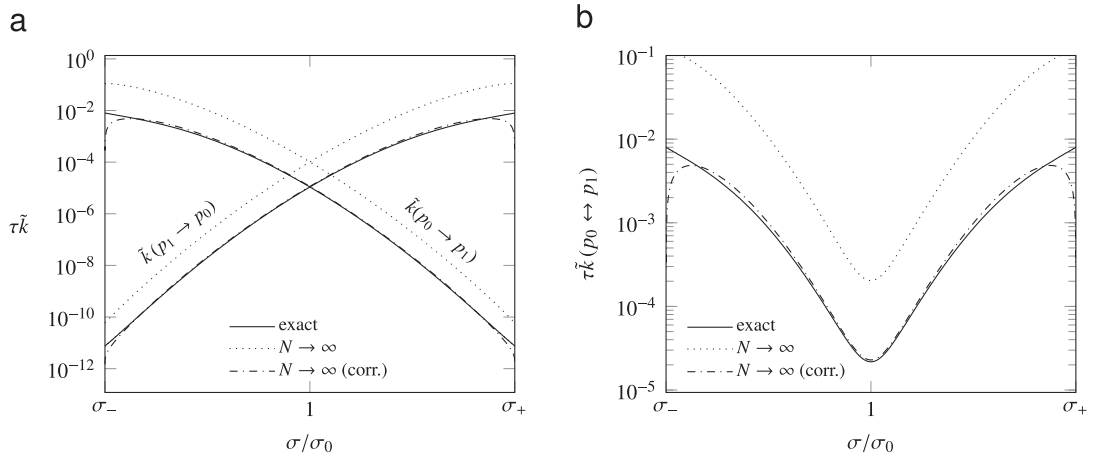 a
10⁰
10⁻²
10⁻⁴
10⁻⁶
10⁻⁸
10⁻¹⁰
10⁻¹²
τk̃
k̃(p₁ → p₀)
k̃(p₀ → p₁)
exact
N → ∞
N → ∞ (corr.)
σ₋
1
σ₊
σ/σ₀
b
10⁻¹
10⁻²
10⁻³
10⁻⁴
10⁻⁵
τk̃(p₀ ↔ p₁)
exact
N → ∞
N → ∞ (corr.)
σ₋
1
σ₊
σ/σ₀